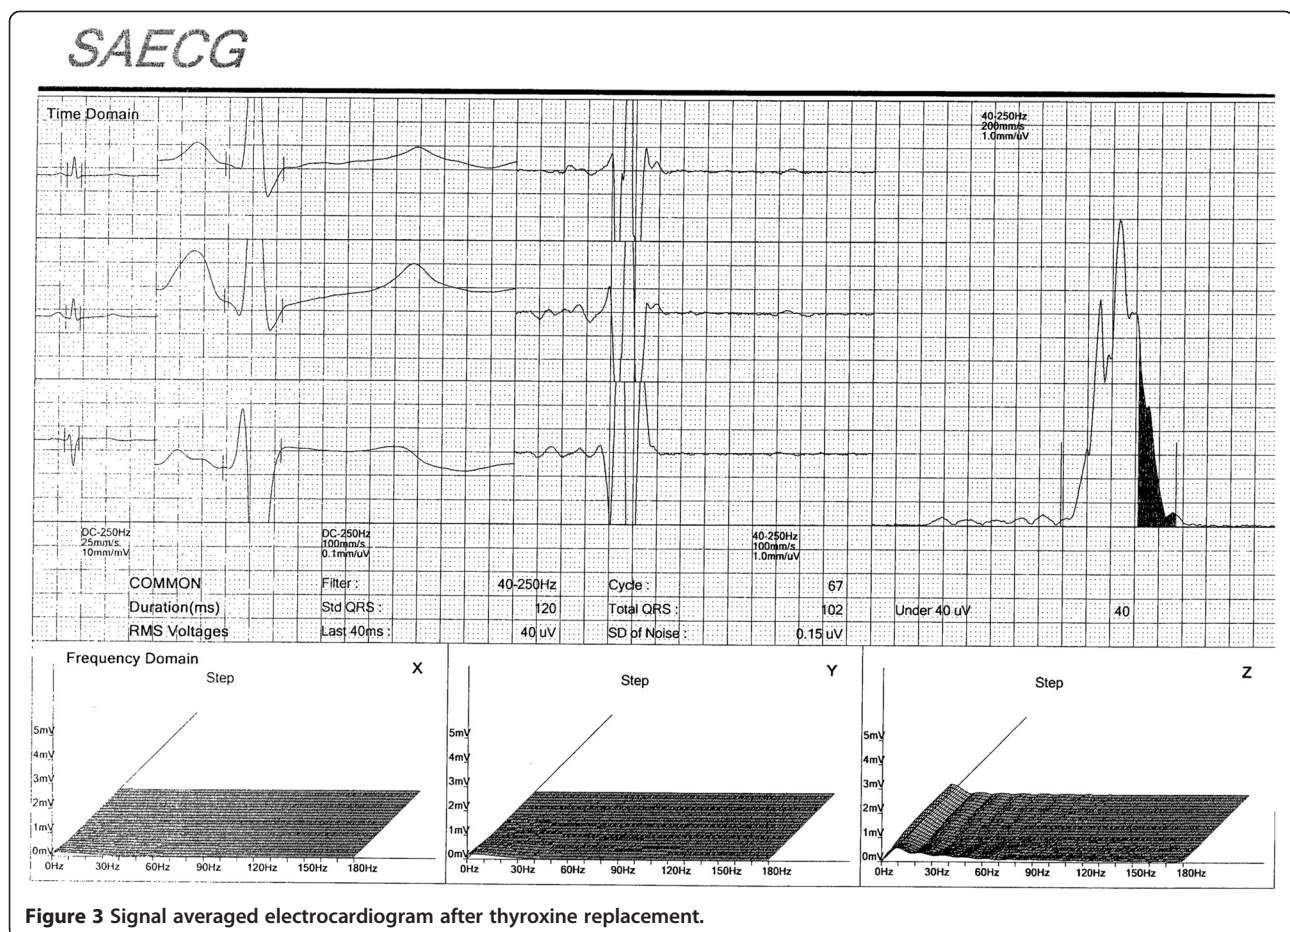 SAECG
Time Domain
40-250Hz
200mm/s
1.0mm/uV
DC-250Hz
25mm/s
10mm/mV
DC-250Hz
100mm/s
0.1mm/uV
40-250Hz
100mm/s
1.0mm/uV
COMMON Filter : 40-250Hz Cycle : 67
Duration(ms) Std QRS : 120 Total QRS : 102 Under 40 uV 40
RMS Voltages Last 40ms : 40 uV SD of Noise : 0.15 uV
Frequency Domain
X
Step
5mV
4mV
3mV
2mV
1mV
0mV
0Hz 30Hz 60Hz 90Hz 120Hz 150Hz 180Hz
Y
Step
5mV
4mV
3mV
2mV
1mV
0mV
0Hz 30Hz 60Hz 90Hz 120Hz 150Hz 180Hz
Z
Step
5mV
4mV
3mV
2mV
1mV
0mV
0Hz 30Hz 60Hz 90Hz 120Hz 150Hz 180Hz
Figure 3 Signal averaged electrocardiogram after thyroxine replacement.